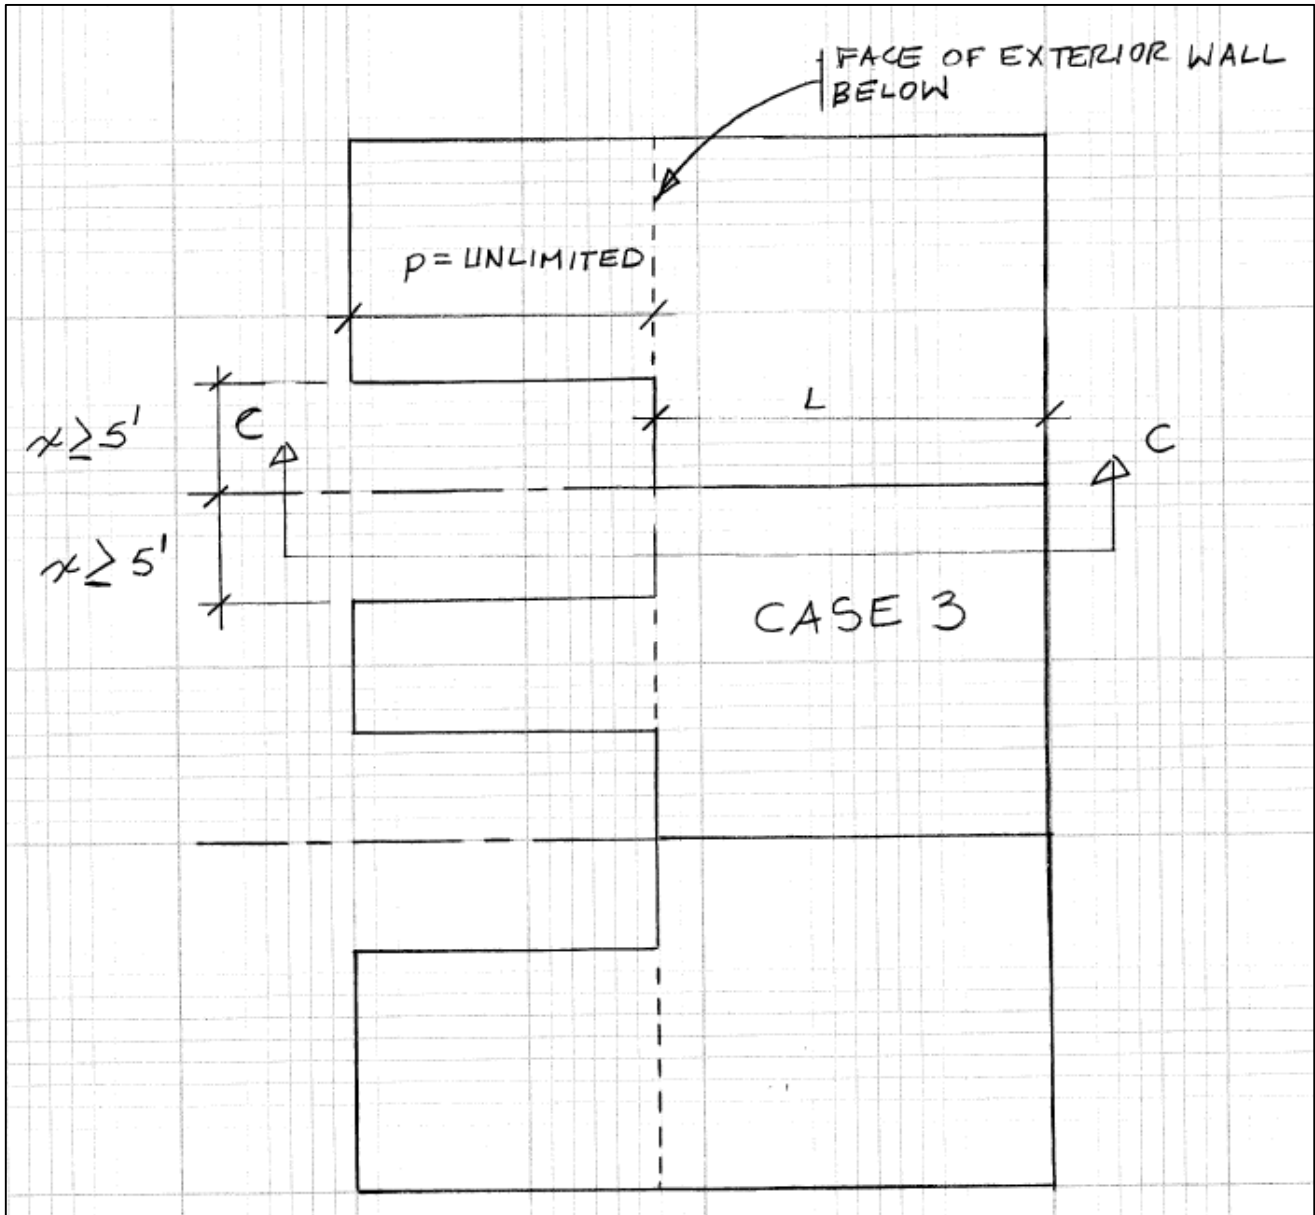 FACE OF EXTERIOR WALL
BELOW
p = UNLIMITED
L
x ≥ 5'
C
C
x ≥ 5'
CASE 3